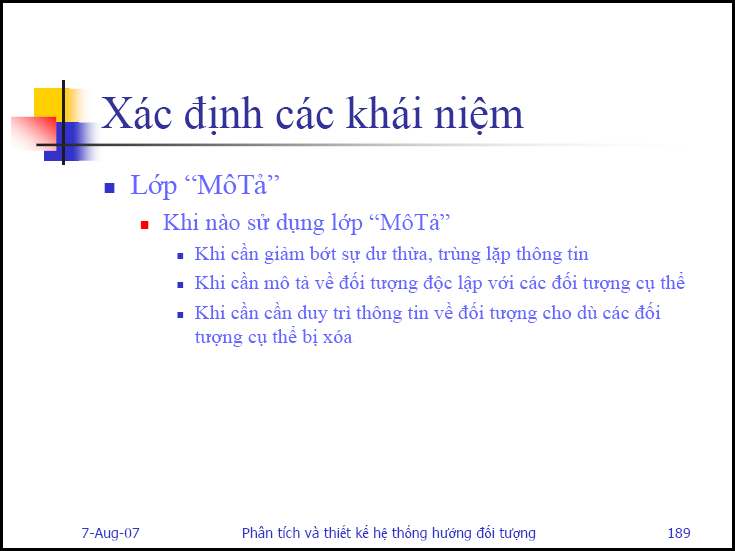 Xác định các khái niệm
Lớp “MôTả”
Khi nào sử dụng lớp “MôTả”
Khi cần giảm bớt sự dư thừa, trùng lặp thông tin
Khi cần mô tả về đối tượng độc lập với các đối tượng cụ thể
Khi cần cần duy trì thông tin về đối tượng cho dù các đối
tượng cụ thể bị xóa
7-Aug-07 Phân tích và thiết kế hệ thống hướng đối tượng 189